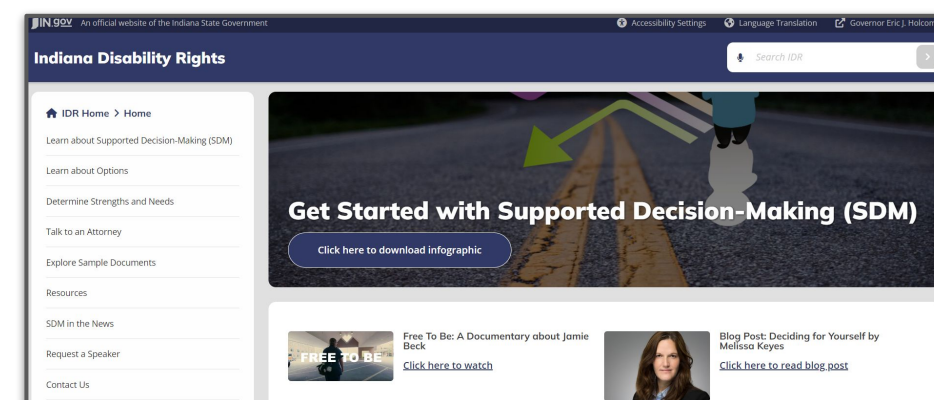 IN.gov An official website of the Indiana State Government
Accessibility Settings Language Translation Governor Eric J. Holcom
Indiana Disability Rights
Search IDR
IDR Home > Home
Learn about Supported Decision-Making (SDM)
Learn about Options
Determine Strengths and Needs
Talk to an Attorney
Explore Sample Documents
Resources
SDM in the News
Request a Speaker
Contact Us
Get Started with Supported Decision-Making (SDM)
Click here to download infographic
FREE TO BE
Free To Be: A Documentary about Jamie
Beck
Click here to watch
Blog Post: Deciding for Yourself by
Melissa Keyes
Click here to read blog post